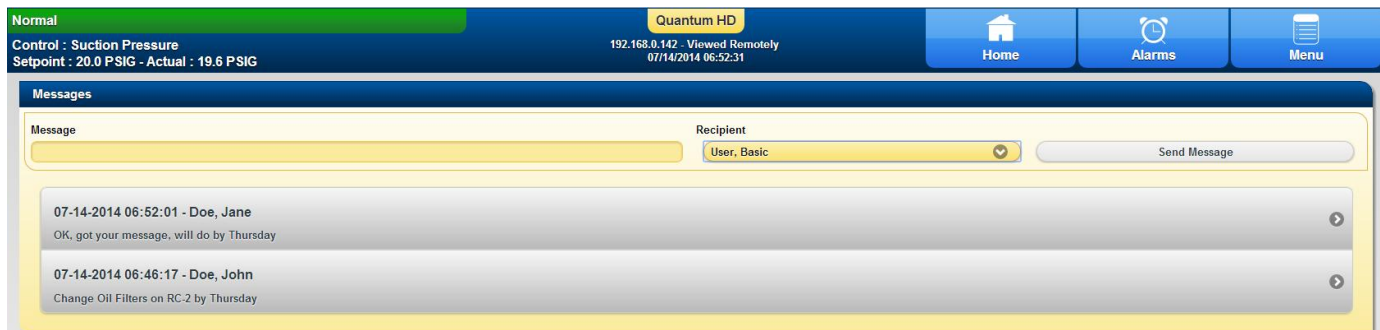 Normal
Quantum HD
Control : Suction Pressure
Setpoint : 20.0 PSIG - Actual : 19.6 PSIG
192.168.0.142 - Viewed Remotely
07/14/2014 06:52:31
Home
Alarms
Menu
Messages
Message
Recipient
User, Basic
Send Message
07-14-2014 06:52:01 - Doe, Jane
OK, got your message, will do by Thursday
07-14-2014 06:46:17 - Doe, John
Change Oil Filters on RC-2 by Thursday